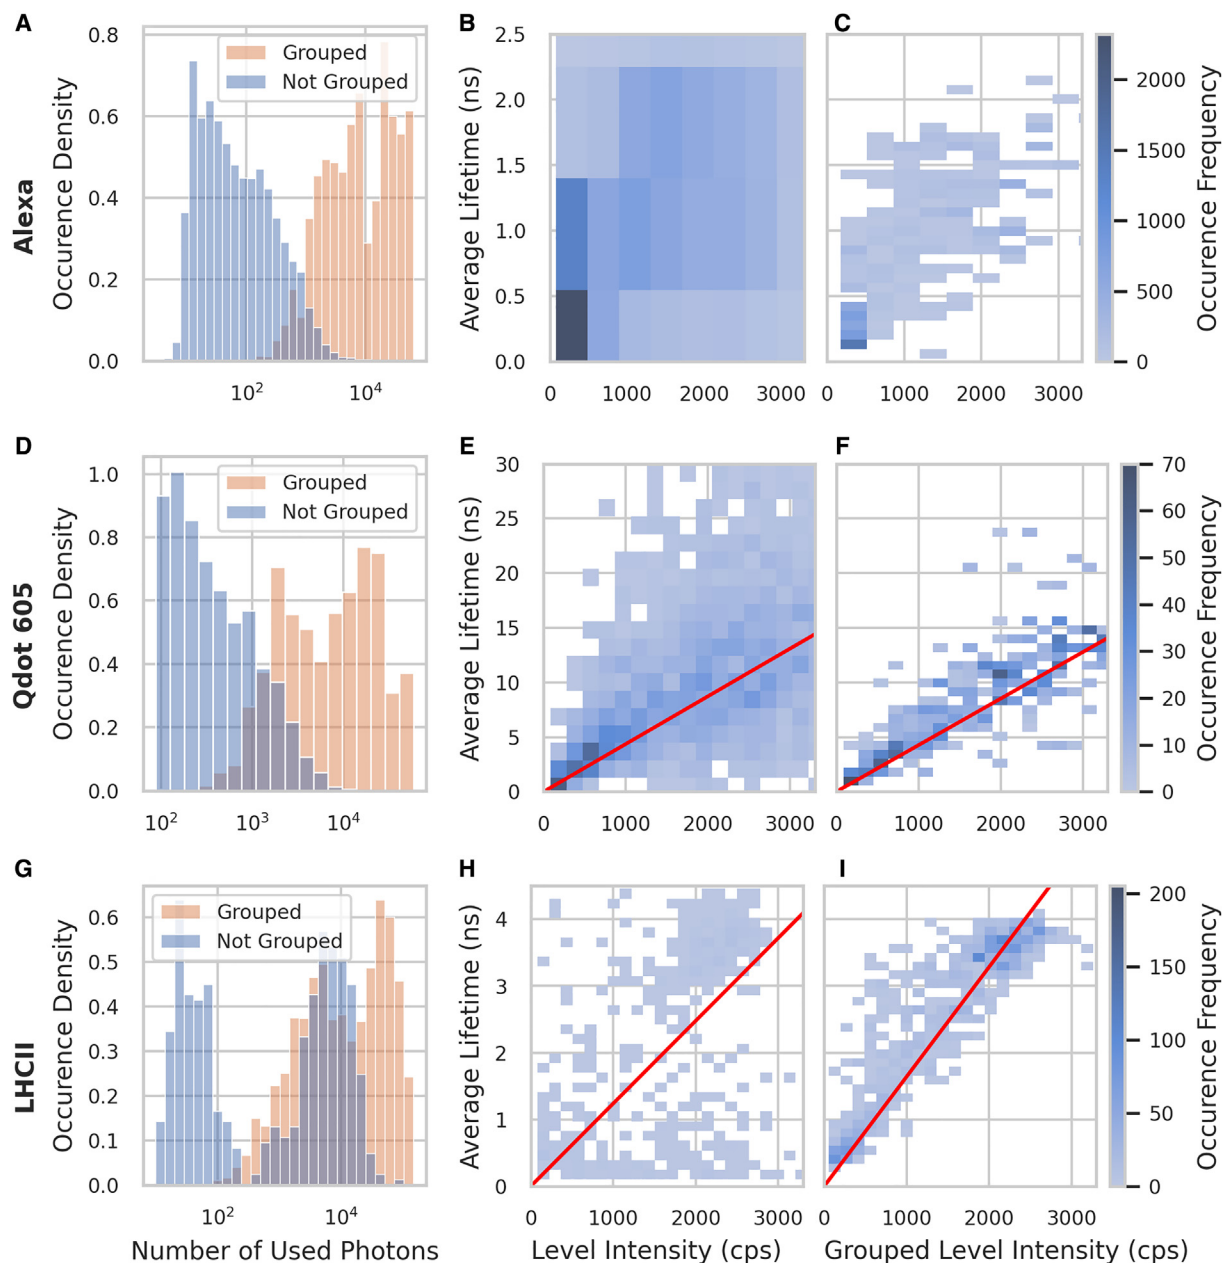 A
B
C
0.8
0.6
0.4
0.2
0.0
Occurence Density
Alexa
Grouped
Not Grouped
10²
10⁴
2.5
2.0
1.5
1.0
0.5
0.0
Average Lifetime (ns)
0 1000 2000 3000
0 1000 2000 3000
2000
1500
1000
500
0
Occurence Frequency
D
E
F
1.0
0.8
0.6
0.4
0.2
0.0
Occurence Density
Qdot 605
Grouped
Not Grouped
10² 10³ 10⁴
30
25
20
15
10
5
0
Average Lifetime (ns)
0 1000 2000 3000
0 1000 2000 3000
70
60
50
40
30
20
10
0
Occurence Frequency
G
H
I
0.6
0.5
0.4
0.3
0.2
0.1
0.0
Occurence Density
LHCII
Grouped
Not Grouped
10² 10⁴
Number of Used Photons
4
3
2
1
0
Average Lifetime (ns)
0 1000 2000 3000
Level Intensity (cps)
0 1000 2000 3000
Grouped Level Intensity (cps)
200
150
100
50
0
Occurence Frequency